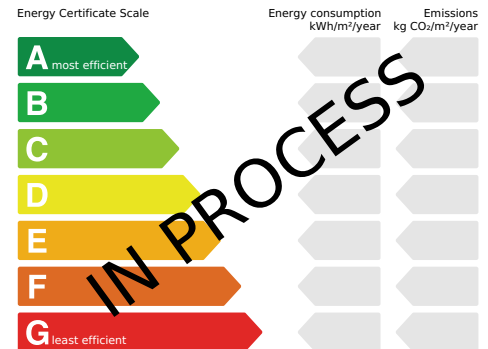 Energy Certificate Scale
Energy consumption
kWh/m²/year
Emissions
kg CO₂/m²/year
A most efficient
B
C
D
E
F
G least efficient
IN PROCESS